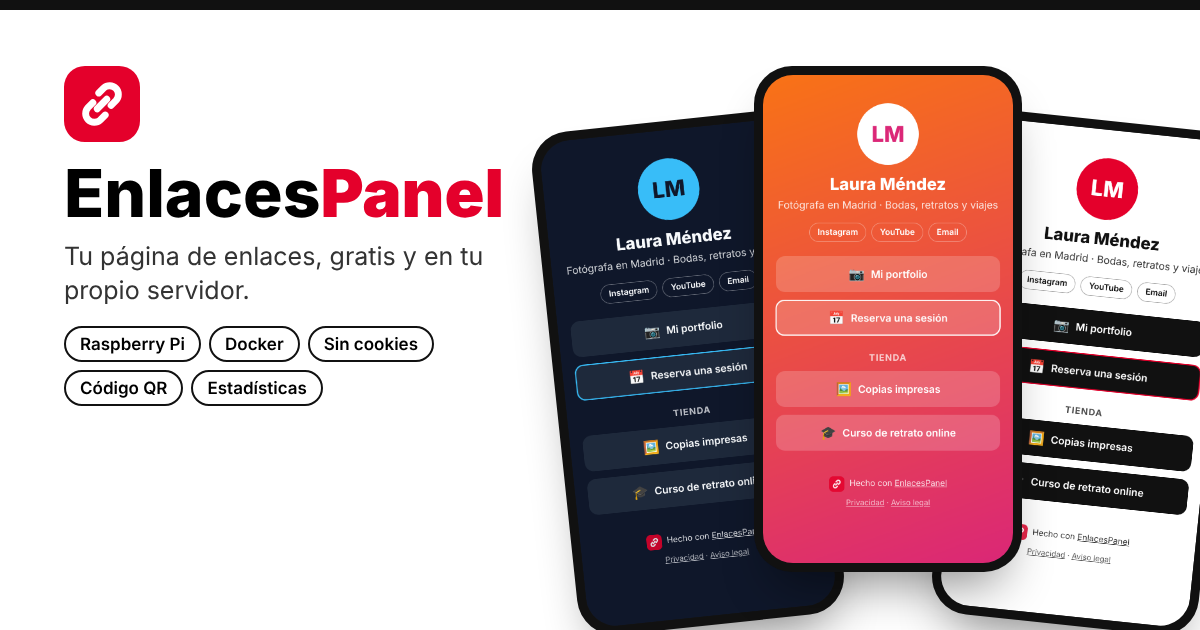 EnlacesPanel
Tu página de enlaces, gratis y en tu
propio servidor.
Raspberry Pi
Docker
Sin cookies
Código QR
Estadísticas
LM
Laura Méndez
Fotógrafa en Madrid · Bodas, retratos y
Instagram
YouTube
Email
📷 Mi portfolio
📅 Reserva una sesión
TIENDA
🖼️ Copias impresas
🎓 Curso de retrato
Hecho con
Privacidad · Aviso legal
LM
Laura Méndez
Fotógrafa en Madrid · Bodas, retratos y viajes
Instagram
YouTube
Email
📷 Mi portfolio
📅 Reserva una sesión
TIENDA
🖼️ Copias impresas
🎓 Curso de retrato online
Hecho con EnlacesPanel
Privacidad · Aviso legal
LM
Laura Méndez
en Madrid · Bodas, retratos y
Instagram
YouTube
Email
📷 Mi portfolio
📅 Reserva una sesión
TIENDA
🖼️ Copias impresas
Curso de retrato online
Hecho con EnlacesPanel
Privacidad · Aviso legal